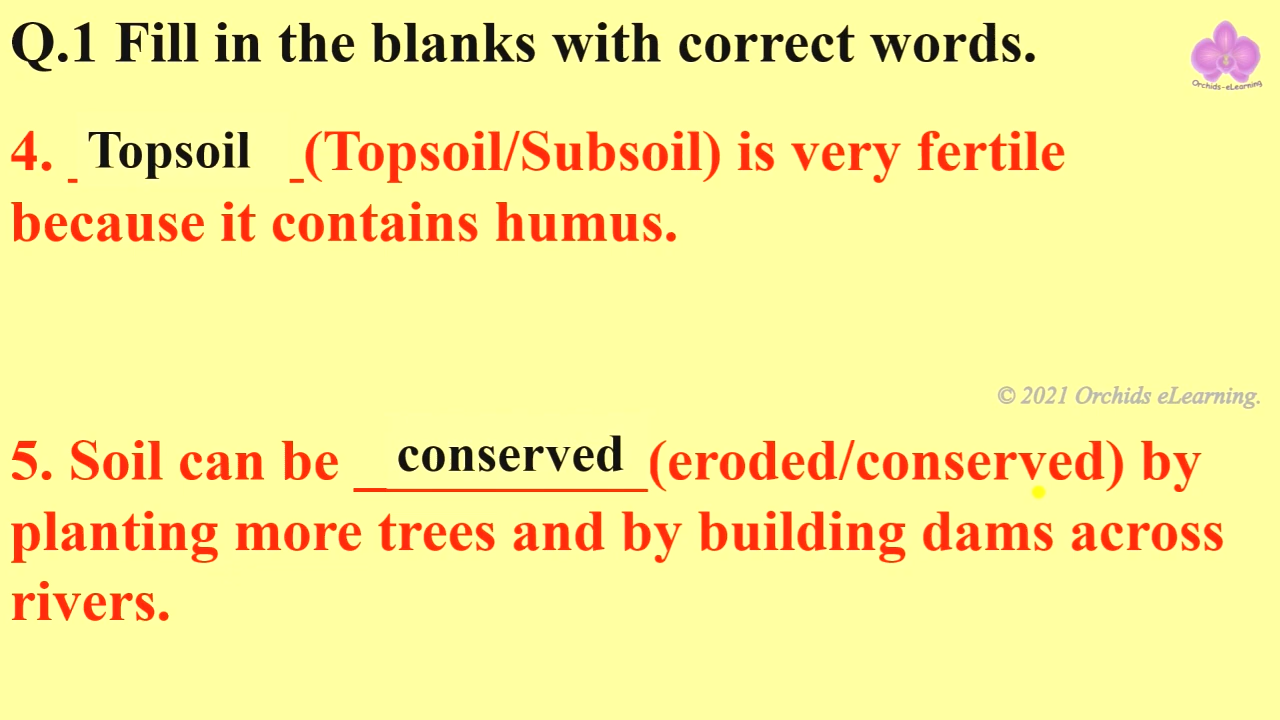 Q.1 Fill in the blanks with correct words.
Orchids-eLearning
4. _ Topsoil _(Topsoil/Subsoil) is very fertile
because it contains humus.
© 2021 Orchids eLearning.
5. Soil can be _conserved_(eroded/conserved) by
planting more trees and by building dams across
rivers.